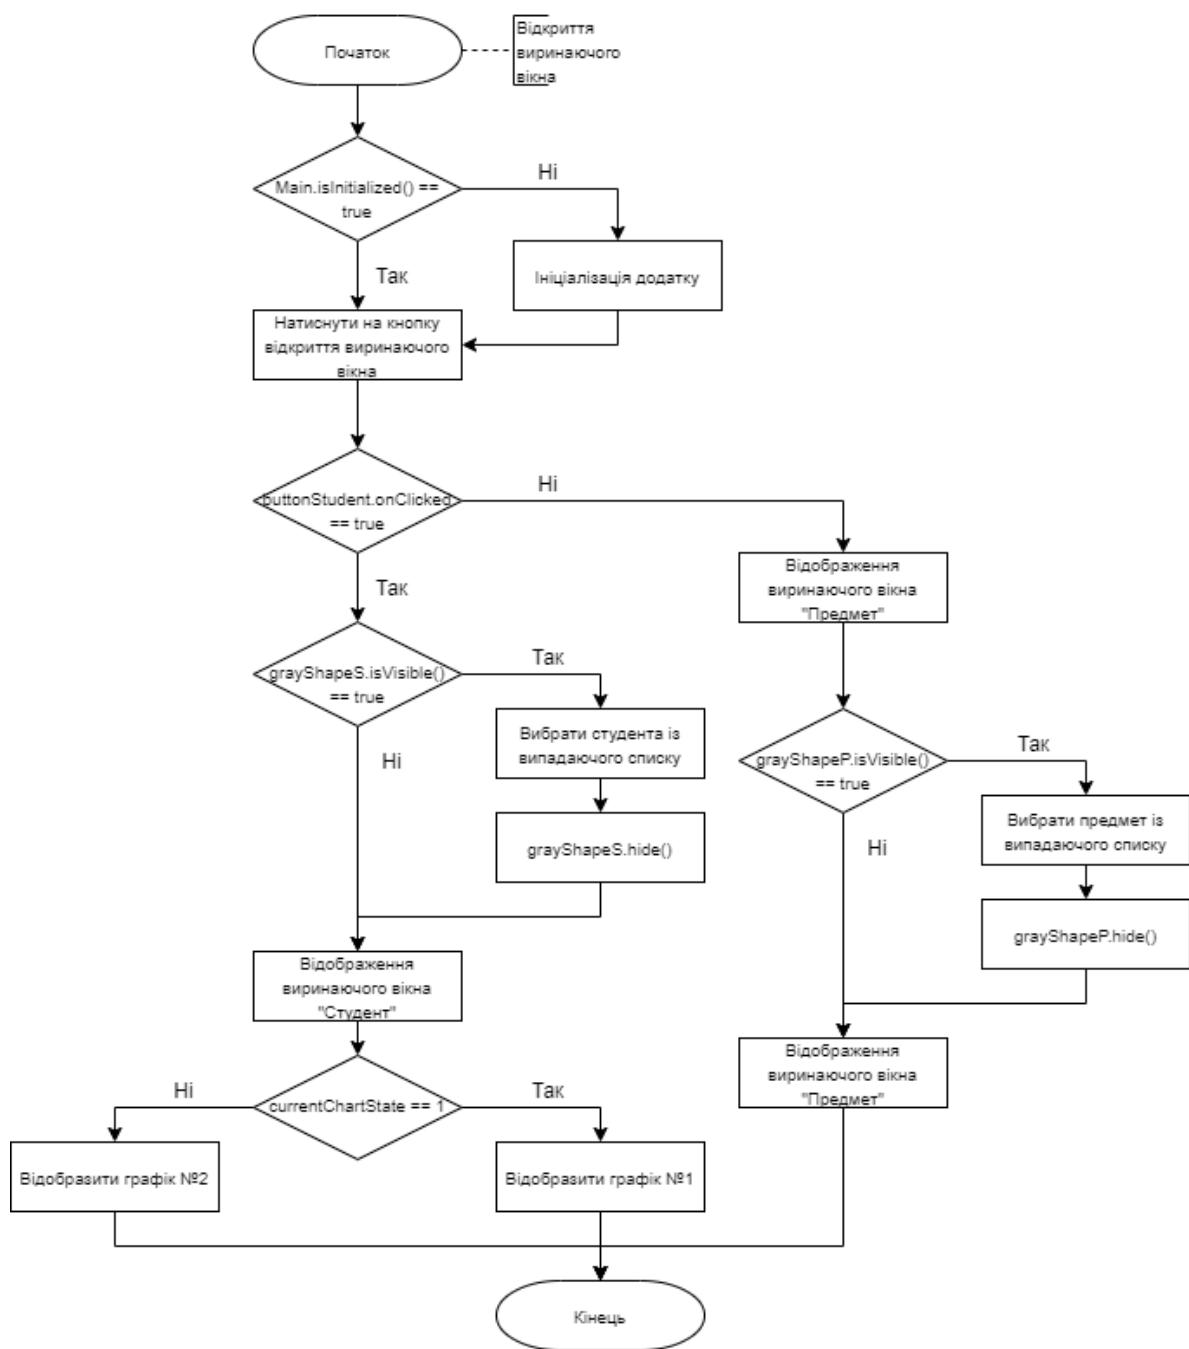 Початок
Відкриття
виринаючого
вікна
Main.isInitialized() ==
true
Ні
Так
Ініціалізація додатку
Натиснути на кнопку
відкриття виринаючого
вікна
buttonStudent.onClicked
== true
Ні
Так
Відображення
виринаючого вікна
"Предмет"
grayShapeS.isVisible()
== true
Так
Ні
Вибрати студента із
випадаючого списку
grayShapeS.hide()
grayShapeP.isVisible()
== true
Так
Ні
Вибрати предмет із
випадаючого списку
grayShapeP.hide()
Відображення
виринаючого вікна
"Студент"
Відображення
виринаючого вікна
"Предмет"
currentChartState == 1
Ні
Так
Відобразити графік №2
Відобразити графік №1
Кінець